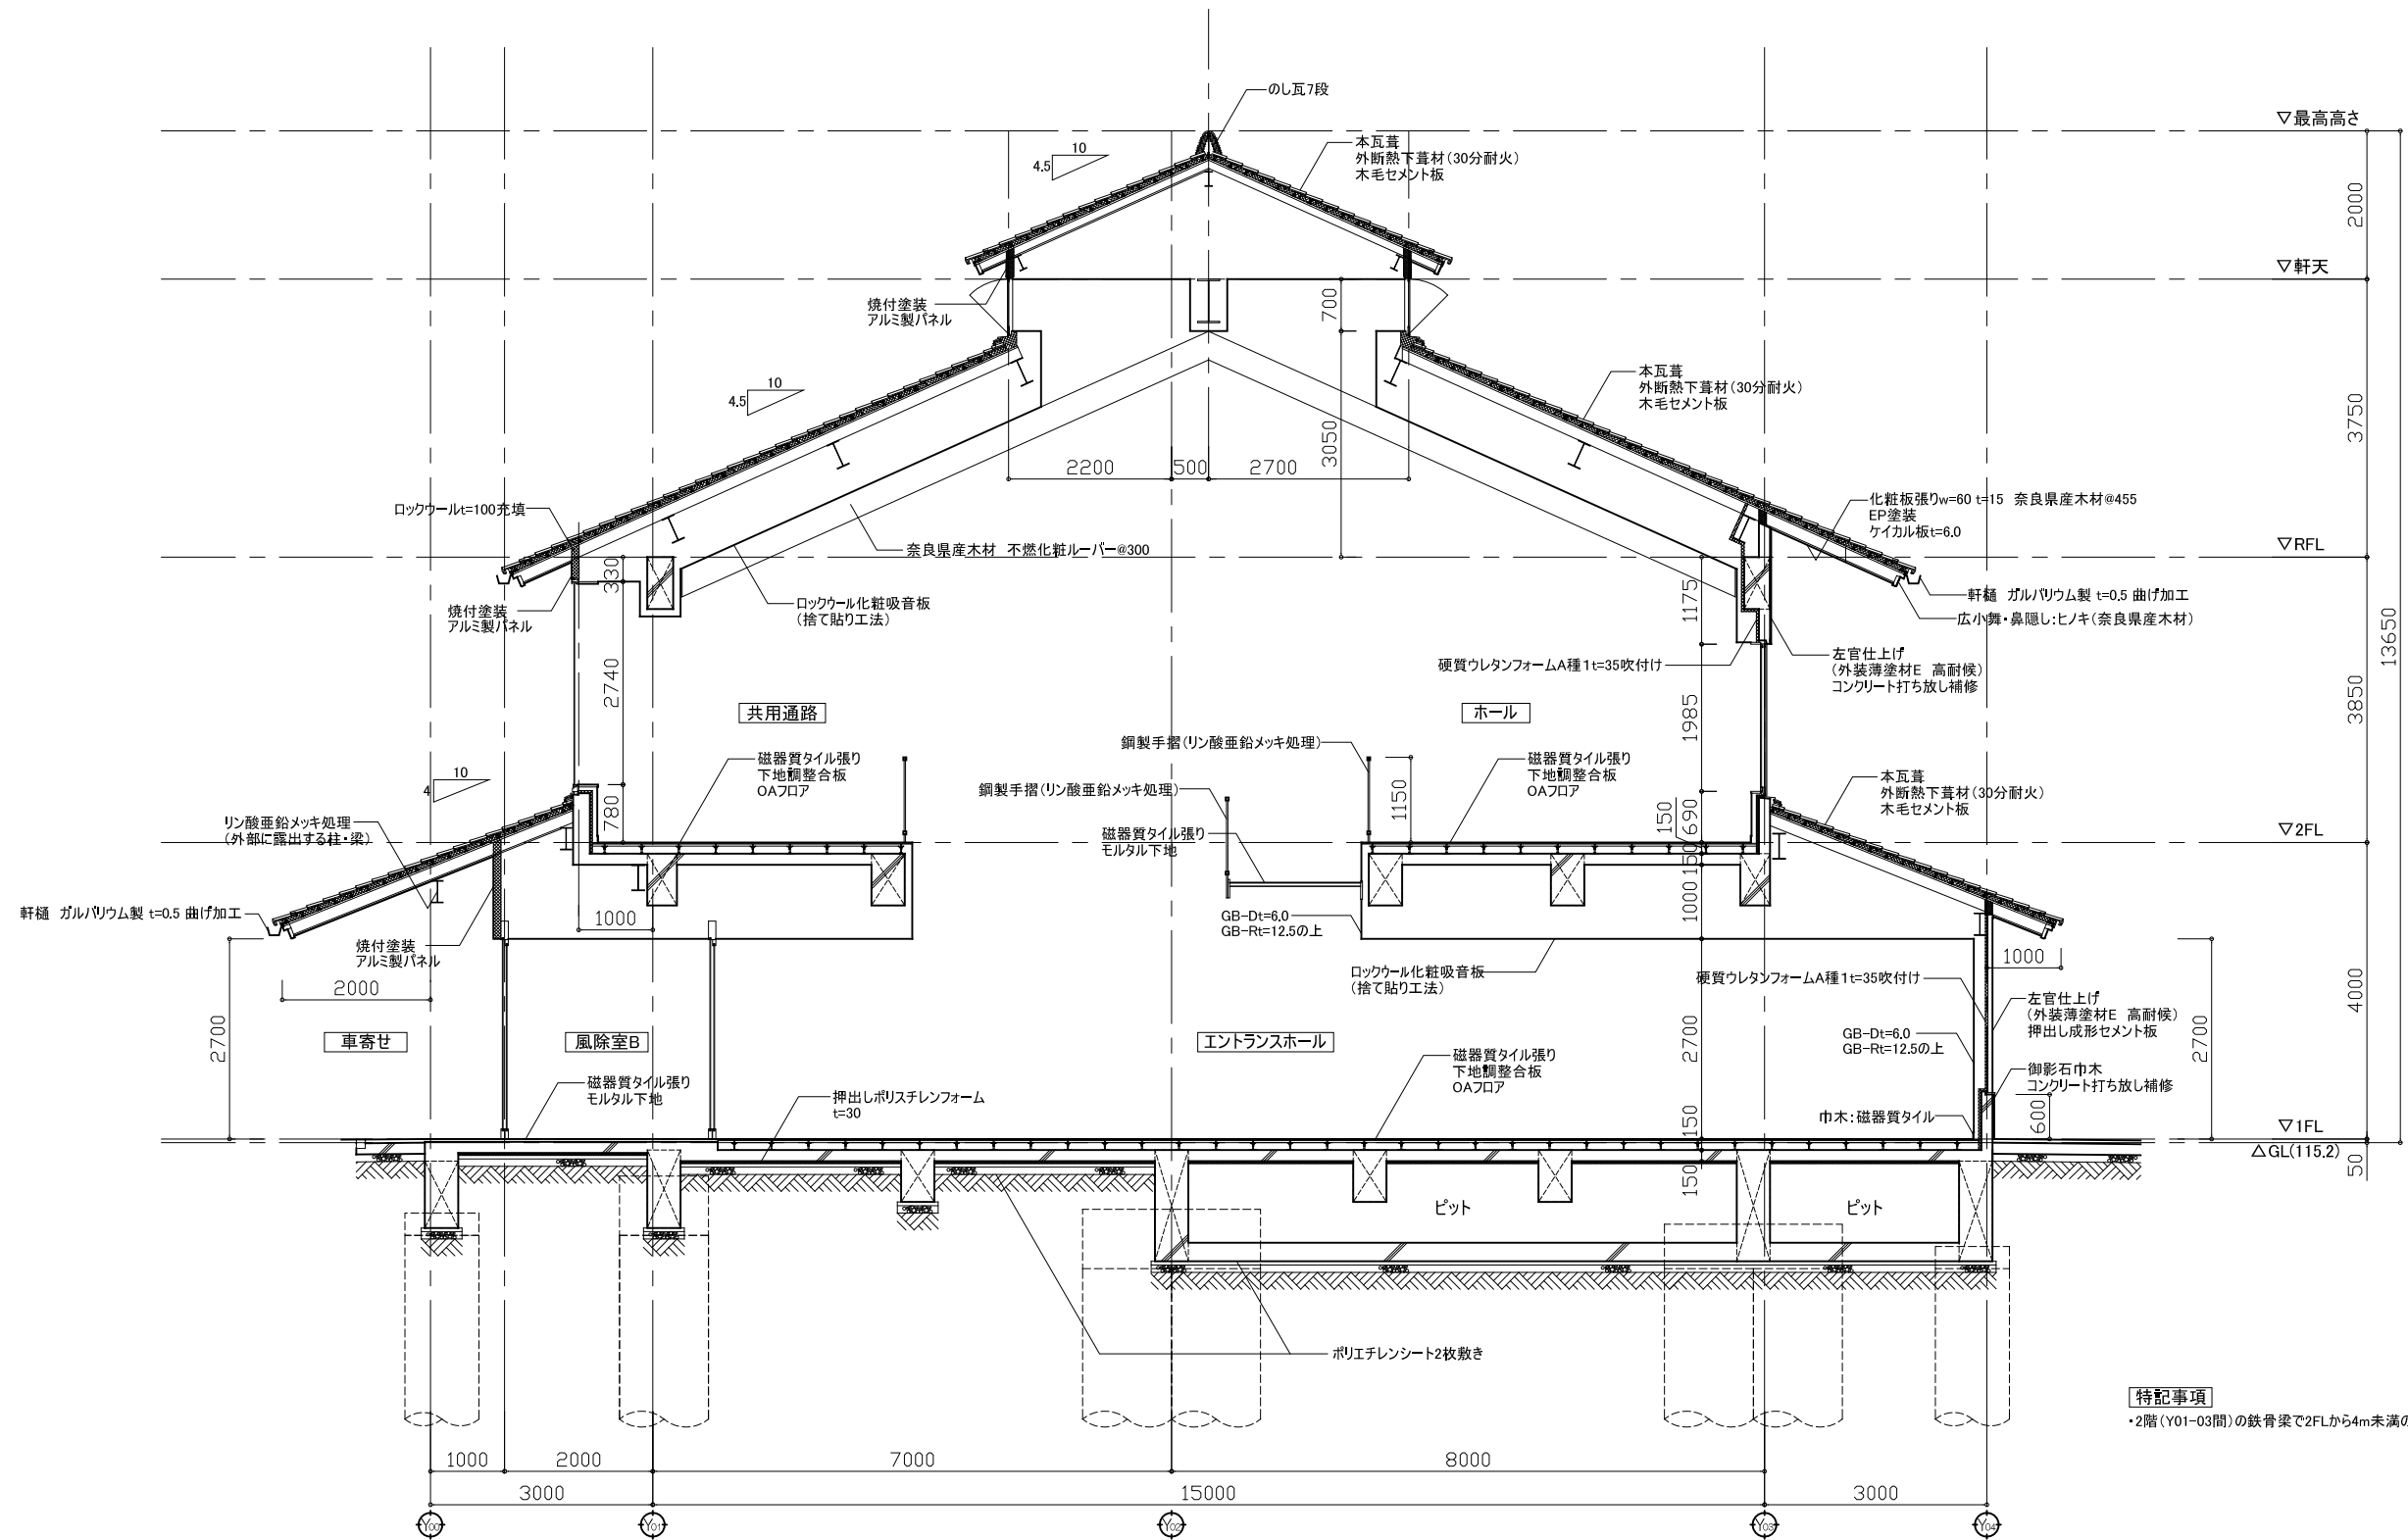 のし瓦7段
▽最高高さ
10
4.5
本瓦葺
外断熱下葺材(30分耐火)
木毛セメント板
2000
▽軒天
焼付塗装
アルミ製パネル
700
10
4.5
本瓦葺
外断熱下葺材(30分耐火)
木毛セメント板
3750
3050
2200
500
2700
ロックウールt=100充填
化粧板張りw=60 t=15 奈良県産木材@455
EP塗装
ケイカル板t=6.0
奈良県産木材 不燃化粧ルーバー@300
▽RFL
330
焼付塗装
アルミ製パネル
ロックウール化粧吸音板
(捨て貼り工法)
1175
軒樋 ガルバリウム製 t=0.5 曲げ加工
広小舞・鼻隠し:ヒノキ(奈良県産木材)
13650
硬質ウレタンフォームA種1t=35吹付け
左官仕上げ
(外装薄塗材E 高耐候)
コンクリート打ち放し補修
2740
共用通路
ホール
1985
3850
鋼製手摺(リン酸亜鉛メッキ処理)
磁器質タイル張り
下地調整合板
OAフロア
磁器質タイル張り
下地調整合板
OAフロア
10
4
鋼製手摺(リン酸亜鉛メッキ処理)
1150
本瓦葺
外断熱下葺材(30分耐火)
木毛セメント板
780
150
690
リン酸亜鉛メッキ処理
(外部に露出する柱・梁)
磁器質タイル張り
モルタル下地
▽2FL
150
軒樋 ガルバリウム製 t=0.5 曲げ加工
1000
GB-Dt=6.0
GB-Rt=12.5の上
1000
焼付塗装
アルミ製パネル
1000
ロックウール化粧吸音板
(捨て貼り工法)
硬質ウレタンフォームA種1t=35吹付け
2000
左官仕上げ
(外装薄塗材E 高耐候)
押出し成形セメント板
4000
2700
車寄せ
風除室B
エントランスホール
2700
GB-Dt=6.0
GB-Rt=12.5の上
2700
磁器質タイル張り
下地調整合板
OAフロア
磁器質タイル張り
モルタル下地
押出しポリスチレンフォーム
t=30
御影石巾木
コンクリート打ち放し補修
巾木:磁器質タイル
600
150
▽1FL
△GL(115.2)
50
150
ピット
ピット
ポリエチレンシート2枚敷き
特記事項
・2階(Y01-03間)の鉄骨梁で2FLから4m未満の
1000
2000
7000
8000
3000
15000
3000
Y00
Y01
Y02
Y03
Y04